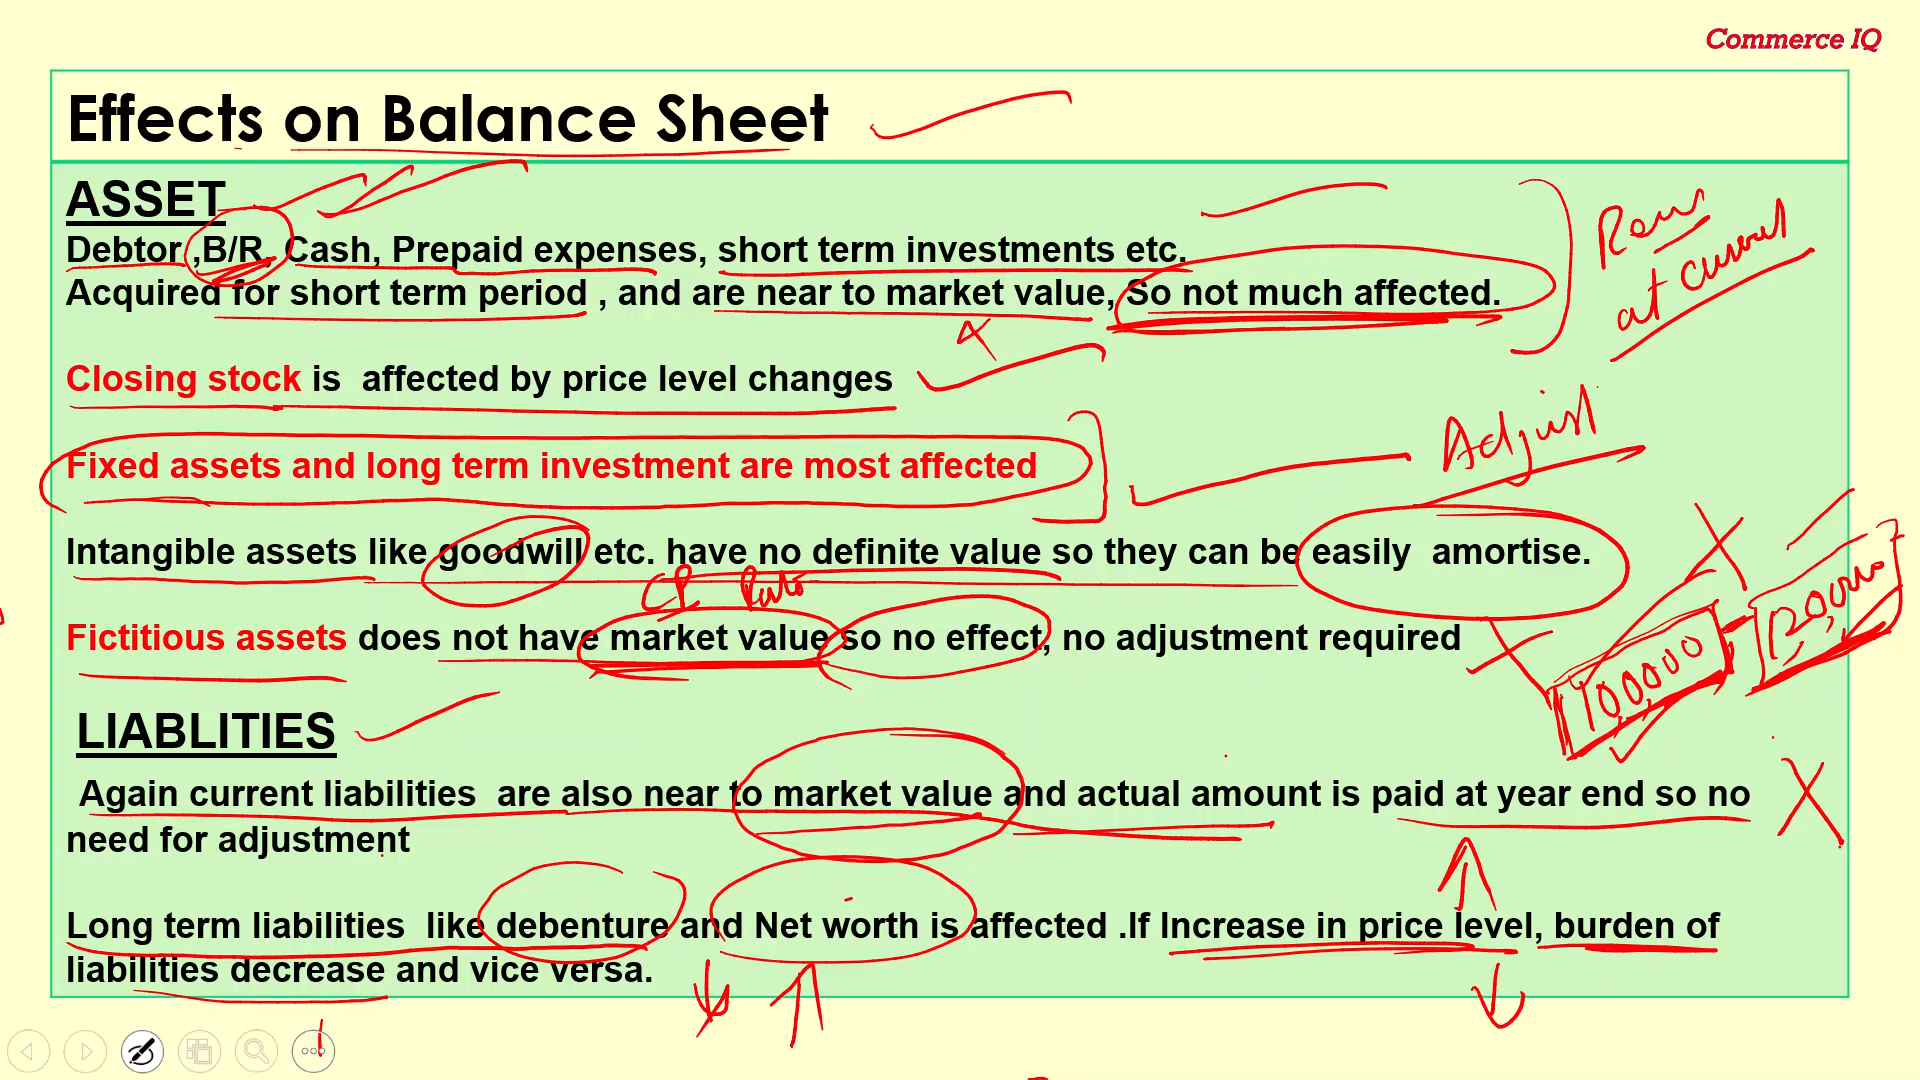 Commerce IQ
Effects on Balance Sheet
ASSET
Debtor ,B/R, Cash, Prepaid expenses, short term investments etc.
Acquired for short term period , and are near to market value, So not much affected.
at current
Closing stock is affected by price level changes
Adjust
Fixed assets and long term investment are most affected
Intangible assets like goodwill etc. have no definite value so they can be easily amortise.
Fictitious assets does not have market value so no effect, no adjustment required
LIABLITIES
Again current liabilities are also near to market value and actual amount is paid at year end so no
need for adjustment
Long term liabilities like debenture and Net worth is affected .If Increase in price level, burden of
liabilities decrease and vice versa.